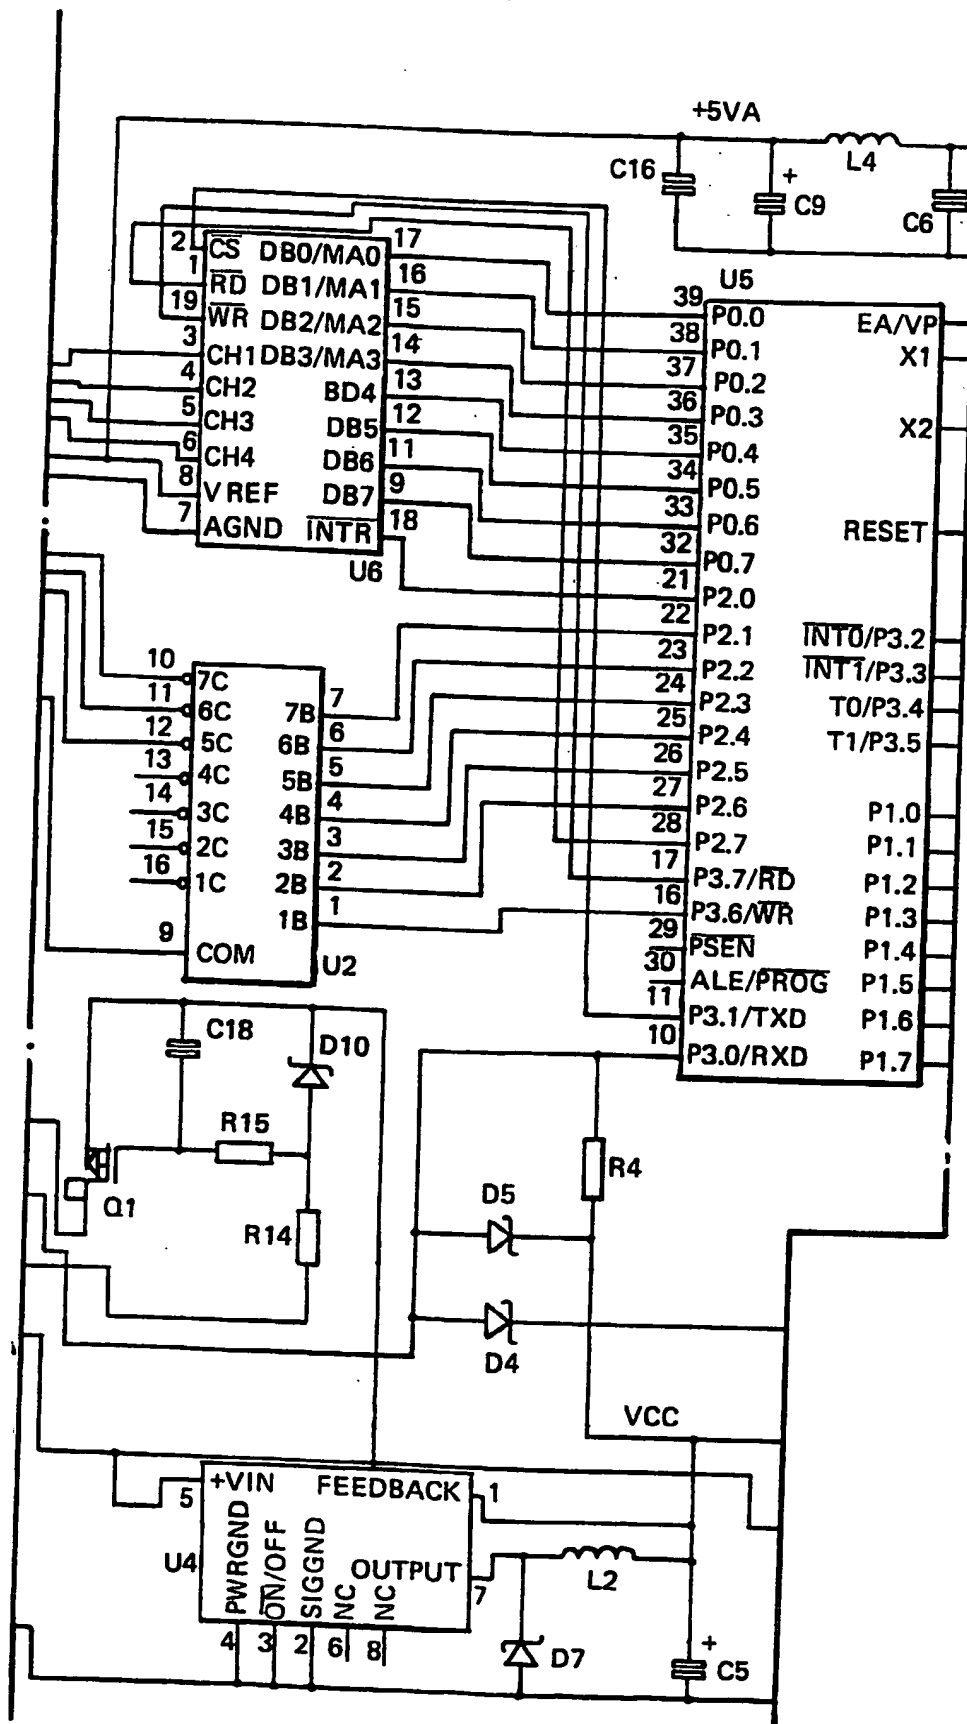 +5VA
C16
C9
+
L4
C6
U5
2
CS
DB0/MA0
17
1
RD
DB1/MA1
16
19
WR
DB2/MA2
15
3
CH1
DB3/MA3
14
4
CH2
BD4
13
5
CH3
DB5
12
6
CH4
DB6
11
8
VREF
DB7
9
7
AGND
INTR
18
U6
39
P0.0
EA/VP
38
P0.1
X1
37
P0.2
36
P0.3
X2
35
P0.4
34
P0.5
33
P0.6
RESET
32
P0.7
21
P2.0
22
P2.1
INT0/P3.2
23
P2.2
INT1/P3.3
24
P2.3
T0/P3.4
25
P2.4
T1/P3.5
26
P2.5
27
P2.6
P1.0
28
P2.7
P1.1
17
P3.7/RD
P1.2
16
P3.6/WR
P1.3
29
PSEN
P1.4
30
ALE/PROG
P1.5
11
P3.1/TXD
P1.6
10
P3.0/RXD
P1.7
10
7C
11
6C
7B
7
12
5C
6B
6
13
4C
5B
5
14
3C
4B
4
15
2C
3B
3
16
1C
2B
2
1B
1
9
COM
U2
C18
D10
R15
Q1
R14
R4
D5
D4
VCC
+VIN
5
FEEDBACK
1
U4
PWRGND
ON/OFF
SIGGND
NC
NC
OUTPUT
7
L2
4
3
2
6
8
D7
+
C5